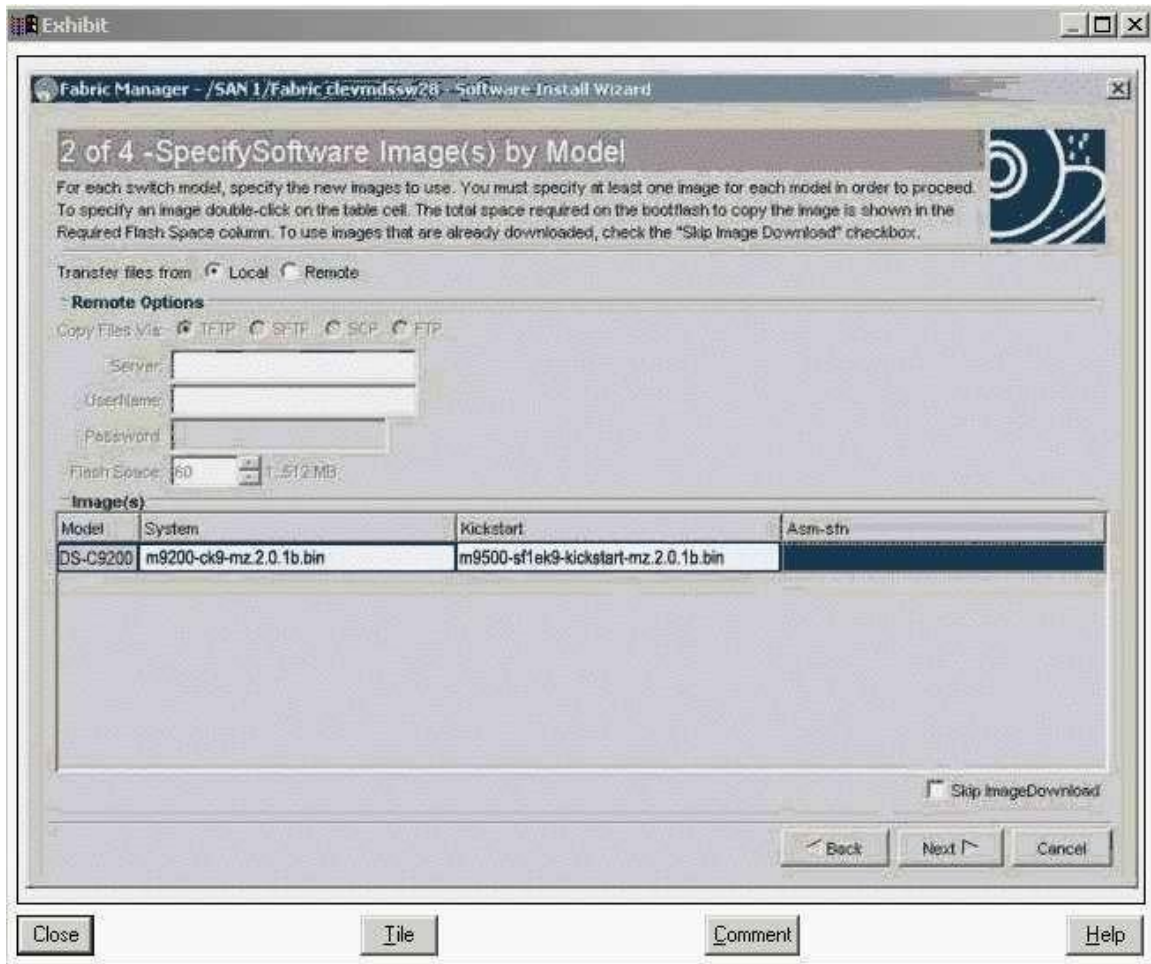 Exhibit
Fabric Manager - /SAN 1/Fabric clevmdssw28 - Software Install Wizard
2 of 4 -SpecifySoftware Image(s) by Model
For each switch model, specify the new images to use. You must specify at least one image for each model in order to proceed.
To specify an image double-click on the table cell. The total space required on the bootflash to copy the image is shown in the
Required Flash Space column. To use images that are already downloaded, check the "Skip Image Download" checkbox.
Transfer files from Local Remote
Remote Options
Copy Files Via: TFTP SFTP SCP FTP
Server:
UserName:
Password:
Flash Space: 60 1..512 MB
Image(s)
Model System Kickstart Asm-sfn
DS-C9200 m9200-ck9-mz.2.0.1b.bin m9500-sf1ek9-kickstart-mz.2.0.1b.bin
Skip ImageDownload
Back Next Cancel
Close Tile Comment Help